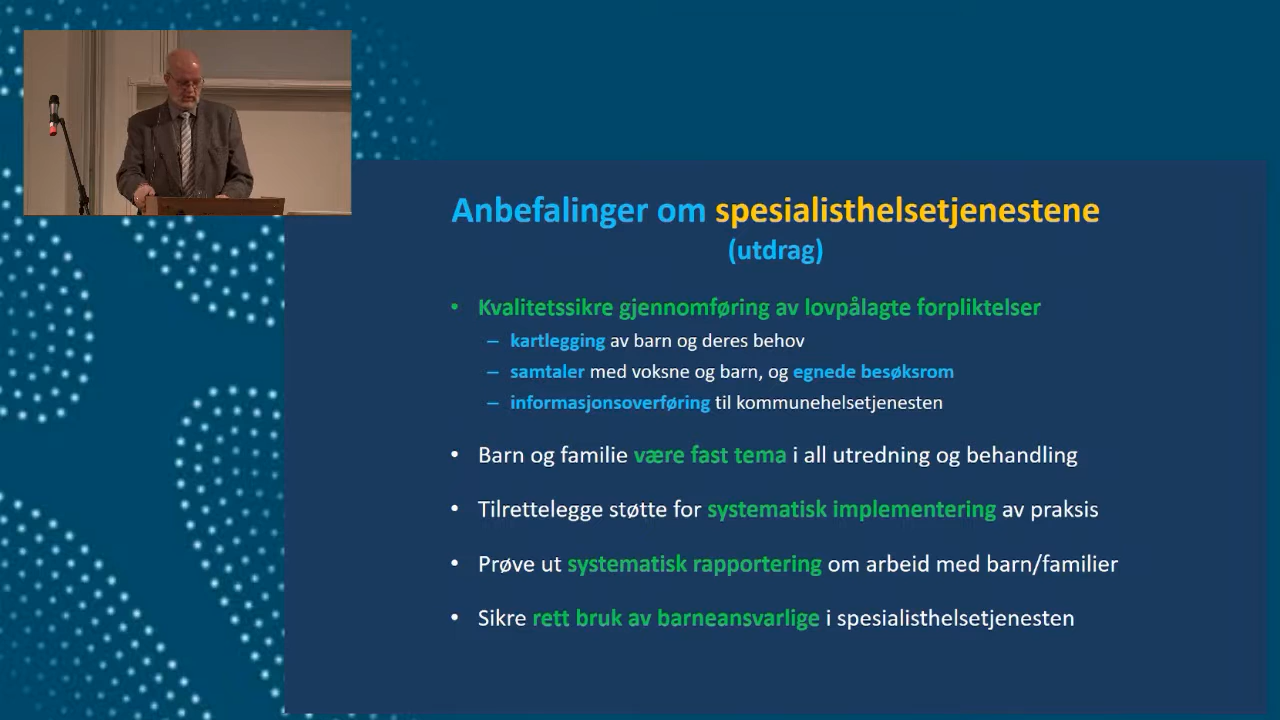 Anbefalinger om spesialisthelsetjenestene
(utdrag)
• Kvalitetssikre gjennomføring av lovpålagte forpliktelser
– kartlegging av barn og deres behov
– samtaler med voksne og barn, og egnede besøksrom
– informasjonsoverføring til kommunehelsetjenesten
• Barn og familie være fast tema i all utredning og behandling
• Tilrettelegge støtte for systematisk implementering av praksis
• Prøve ut systematisk rapportering om arbeid med barn/familier
• Sikre rett bruk av barneansvarlige i spesialisthelsetjenesten